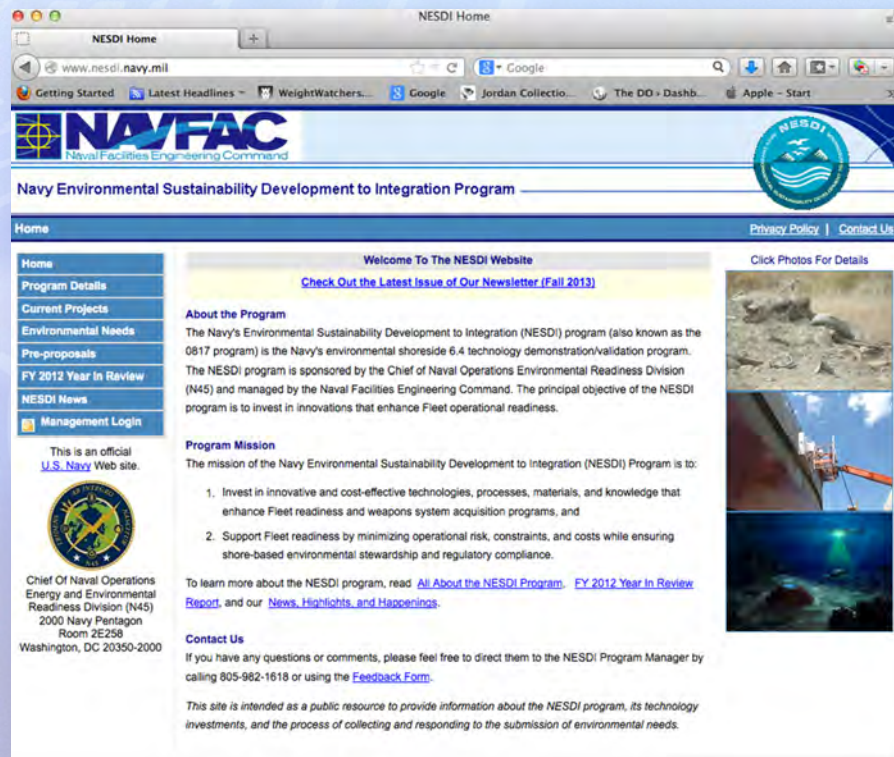 NESDI Home
NESDI Home
www.nesdi.navy.mil
Google
Getting Started
Latest Headlines
WeightWatchers...
Google
Jordan Collectio...
The DO › Dashb...
Apple - Start
NAVFAC
Naval Facilities Engineering Command
NESDI
Navy Environmental Sustainability Development to Integration Program
Home
Privacy Policy | Contact Us
Home
Program Details
Current Projects
Environmental Needs
Pre-proposals
FY 2012 Year In Review
NESDI News
Management Login
This is an official
U.S. Navy Web site.
N45
Chief Of Naval Operations
Energy and Environmental
Readiness Division (N45)
2000 Navy Pentagon
Room 2E258
Washington, DC 20350-2000
Welcome To The NESDI Website
Check Out the Latest Issue of Our Newsletter (Fall 2013)
About the Program
The Navy's Environmental Sustainability Development to Integration (NESDI) program (also known as the
0817 program) is the Navy's environmental shoreside 6.4 technology demonstration/validation program.
The NESDI program is sponsored by the Chief of Naval Operations Environmental Readiness Division
(N45) and managed by the Naval Facilities Engineering Command. The principal objective of the NESDI
program is to invest in innovations that enhance Fleet operational readiness.
Program Mission
The mission of the Navy Environmental Sustainability Development to Integration (NESDI) Program is to:
1. Invest in innovative and cost-effective technologies, processes, materials, and knowledge that
enhance Fleet readiness and weapons system acquisition programs, and
2. Support Fleet readiness by minimizing operational risk, constraints, and costs while ensuring
shore-based environmental stewardship and regulatory compliance.
To learn more about the NESDI program, read All About the NESDI Program, FY 2012 Year In Review
Report, and our News, Highlights, and Happenings.
Contact Us
If you have any questions or comments, please feel free to direct them to the NESDI Program Manager by
calling 805-982-1618 or using the Feedback Form.
This site is intended as a public resource to provide information about the NESDI program, its technology
investments, and the process of collecting and responding to the submission of environmental needs.
Click Photos For Details